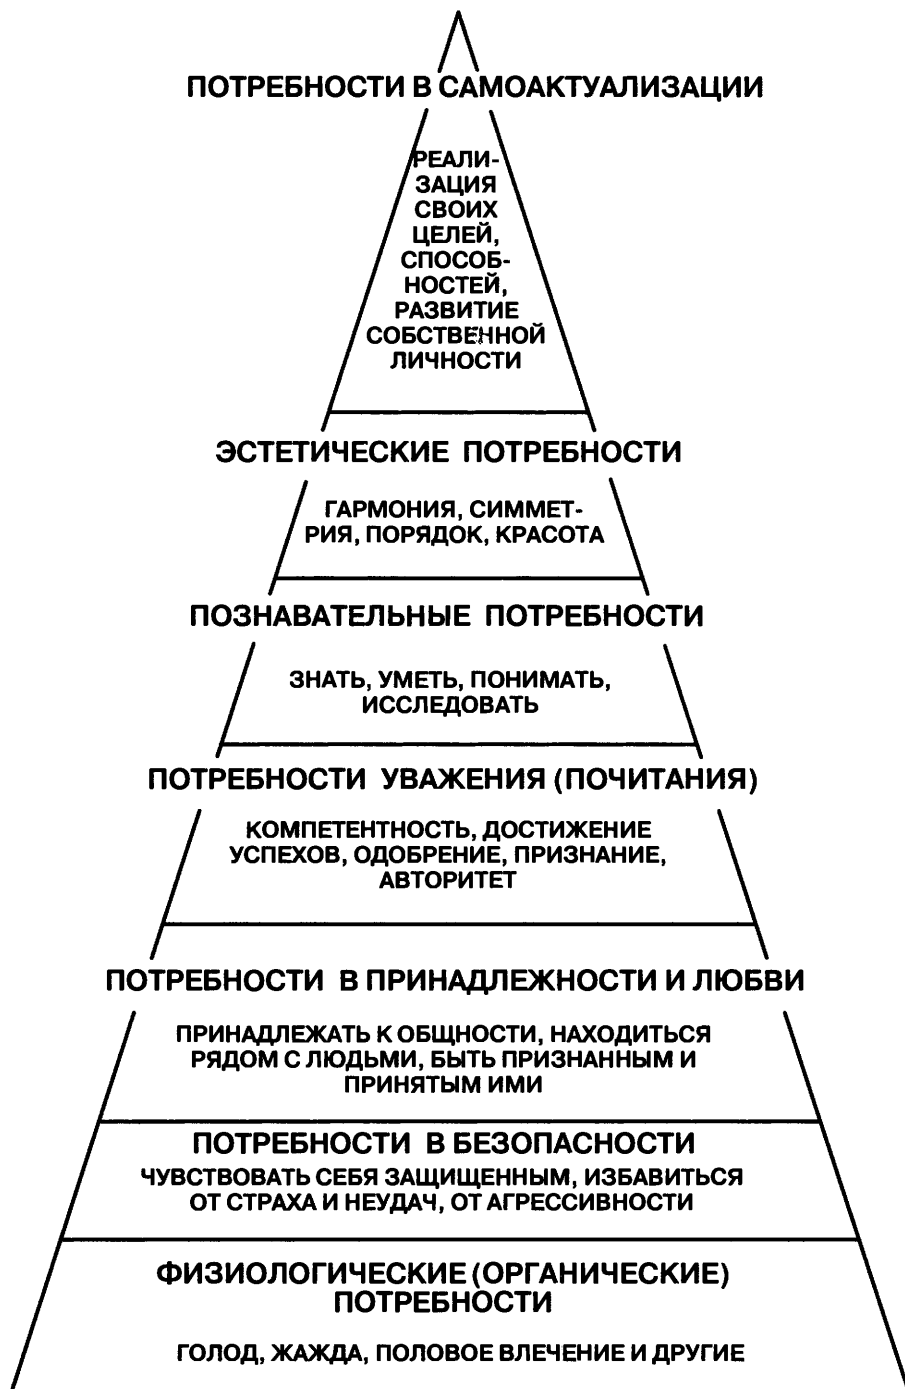 ПОТРЕБНОСТИ В САМОАКТУАЛИЗАЦИИ
РЕАЛИ-
ЗАЦИЯ
СВОИХ
ЦЕЛЕЙ,
СПОСОБ-
НОСТЕЙ,
РАЗВИТИЕ
СОБСТВЕННОЙ
ЛИЧНОСТИ
ЭСТЕТИЧЕСКИЕ ПОТРЕБНОСТИ
ГАРМОНИЯ, СИММЕТ-
РИЯ, ПОРЯДОК, КРАСОТА
ПОЗНАВАТЕЛЬНЫЕ ПОТРЕБНОСТИ
ЗНАТЬ, УМЕТЬ, ПОНИМАТЬ,
ИССЛЕДОВАТЬ
ПОТРЕБНОСТИ УВАЖЕНИЯ (ПОЧИТАНИЯ)
КОМПЕТЕНТНОСТЬ, ДОСТИЖЕНИЕ
УСПЕХОВ, ОДОБРЕНИЕ, ПРИЗНАНИЕ,
АВТОРИТЕТ
ПОТРЕБНОСТИ В ПРИНАДЛЕЖНОСТИ И ЛЮБВИ
ПРИНАДЛЕЖАТЬ К ОБЩНОСТИ, НАХОДИТЬСЯ
РЯДОМ С ЛЮДЬМИ, БЫТЬ ПРИЗНАННЫМ И
ПРИНЯТЫМ ИМИ
ПОТРЕБНОСТИ В БЕЗОПАСНОСТИ
ЧУВСТВОВАТЬ СЕБЯ ЗАЩИЩЕННЫМ, ИЗБАВИТЬСЯ
ОТ СТРАХА И НЕУДАЧ, ОТ АГРЕССИВНОСТИ
ФИЗИОЛОГИЧЕСКИЕ (ОРГАНИЧЕСКИЕ)
ПОТРЕБНОСТИ
ГОЛОД, ЖАЖДА, ПОЛОВОЕ ВЛЕЧЕНИЕ И ДРУГИЕ